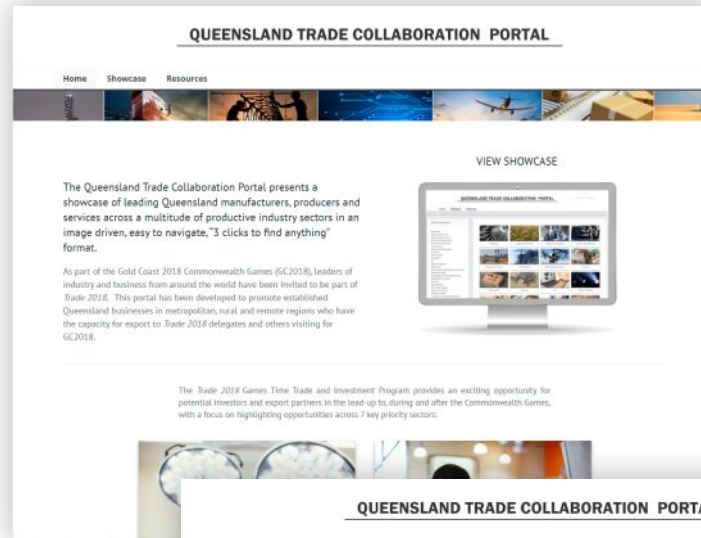 QUEENSLAND TRADE COLLABORATION PORTAL
Home Showcase Resources
VIEW SHOWCASE
The Queensland Trade Collaboration Portal presents a
showcase of leading Queensland manufacturers, producers and
services across a multitude of productive industry sectors in an
image driven, easy to navigate, "3 clicks to find anything"
format.
As part of the Gold Coast 2018 Commonwealth Games (GC2018), leaders of
industry and business from around the world have been invited to be part of
Trade 2018. This portal has been developed to promote established
Queensland businesses in metropolitan, rural and remote regions who have
the capacity for export to Trade 2018 delegates and others visiting for
GC2018.
QUEENSLAND TRADE COLLABORATION PORTAL
The Trade 2018 Games Time Trade and Investment Program provides an exciting opportunity for
potential investors and export partners in the lead-up to, during and after the Commonwealth Games,
with a focus on highlighting opportunities across 7 key priority sectors:
QUEENSLAND TRADE COLLABORATION PORTA